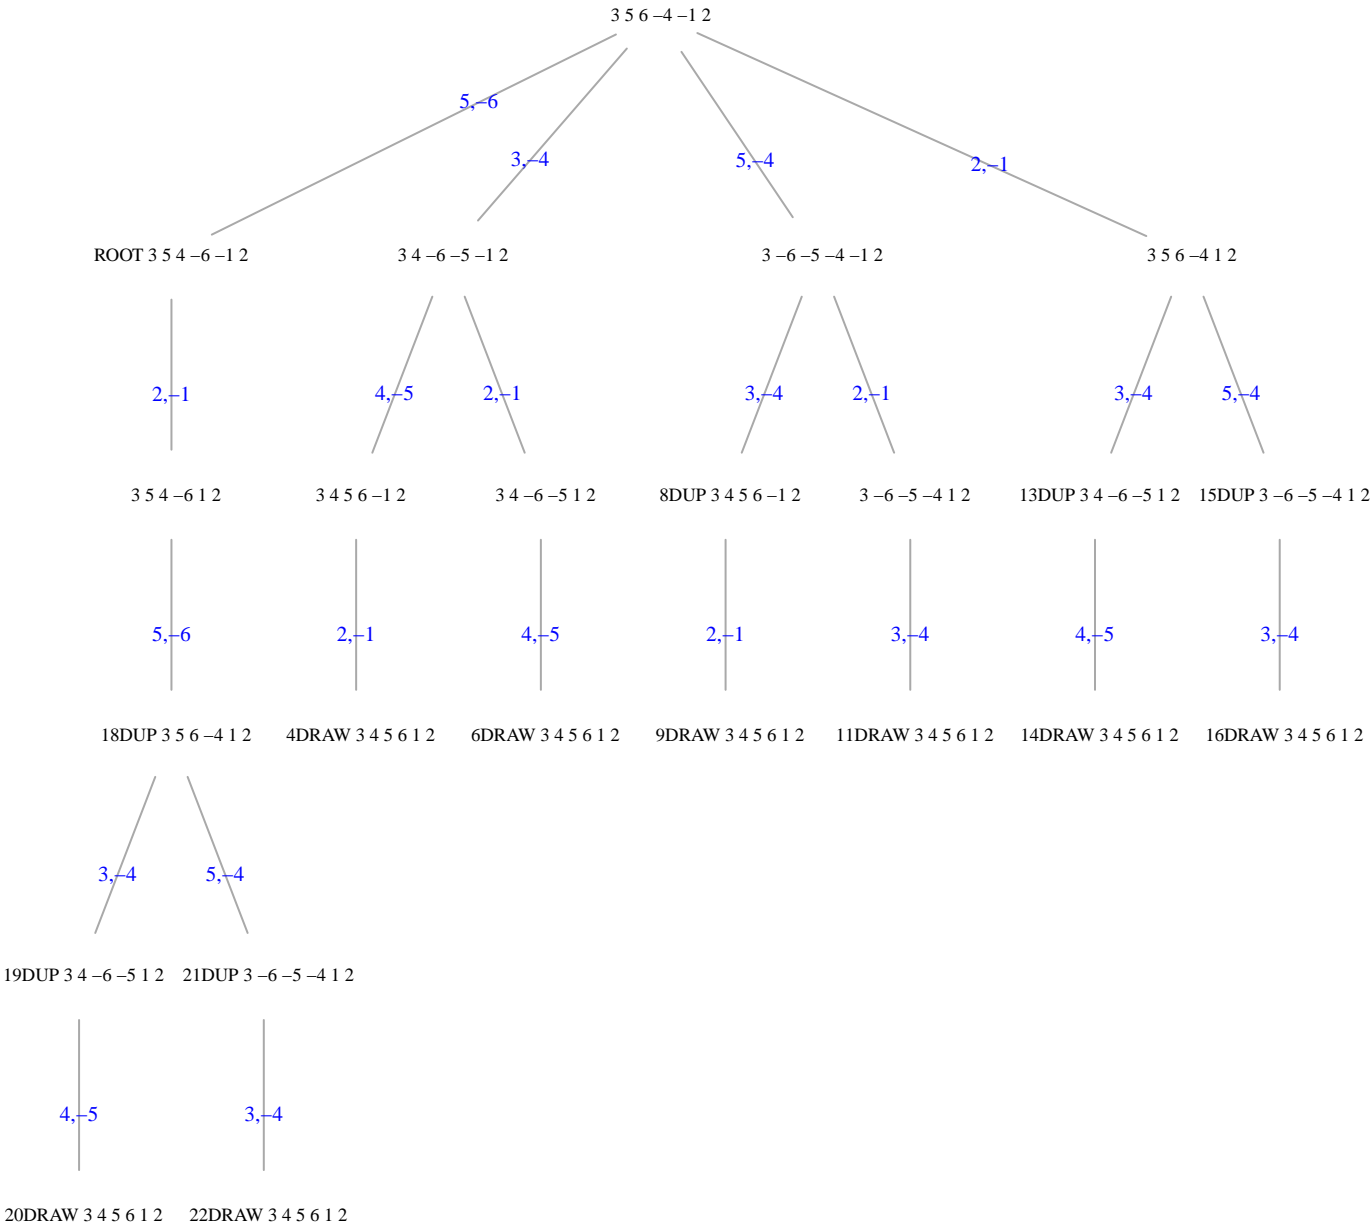 3 5 6 –4 –1 2
5,–6
3,–4
5,–4
2,–1
ROOT 3 5 4 –6 –1 2
3 4 –6 –5 –1 2
3 –6 –5 –4 –1 2
3 5 6 –4 1 2
2,–1
4,–5
2,–1
3,–4
2,–1
3,–4
5,–4
3 5 4 –6 1 2
3 4 5 6 –1 2
3 4 –6 –5 1 2
8DUP 3 4 5 6 –1 2
3 –6 –5 –4 1 2
13DUP 3 4 –6 –5 1 2
15DUP 3 –6 –5 –4 1 2
5,–6
2,–1
4,–5
2,–1
3,–4
4,–5
3,–4
18DUP 3 5 6 –4 1 2
4DRAW 3 4 5 6 1 2
6DRAW 3 4 5 6 1 2
9DRAW 3 4 5 6 1 2
11DRAW 3 4 5 6 1 2
14DRAW 3 4 5 6 1 2
16DRAW 3 4 5 6 1 2
3,–4
5,–4
19DUP 3 4 –6 –5 1 2
21DUP 3 –6 –5 –4 1 2
4,–5
3,–4
20DRAW 3 4 5 6 1 2
22DRAW 3 4 5 6 1 2